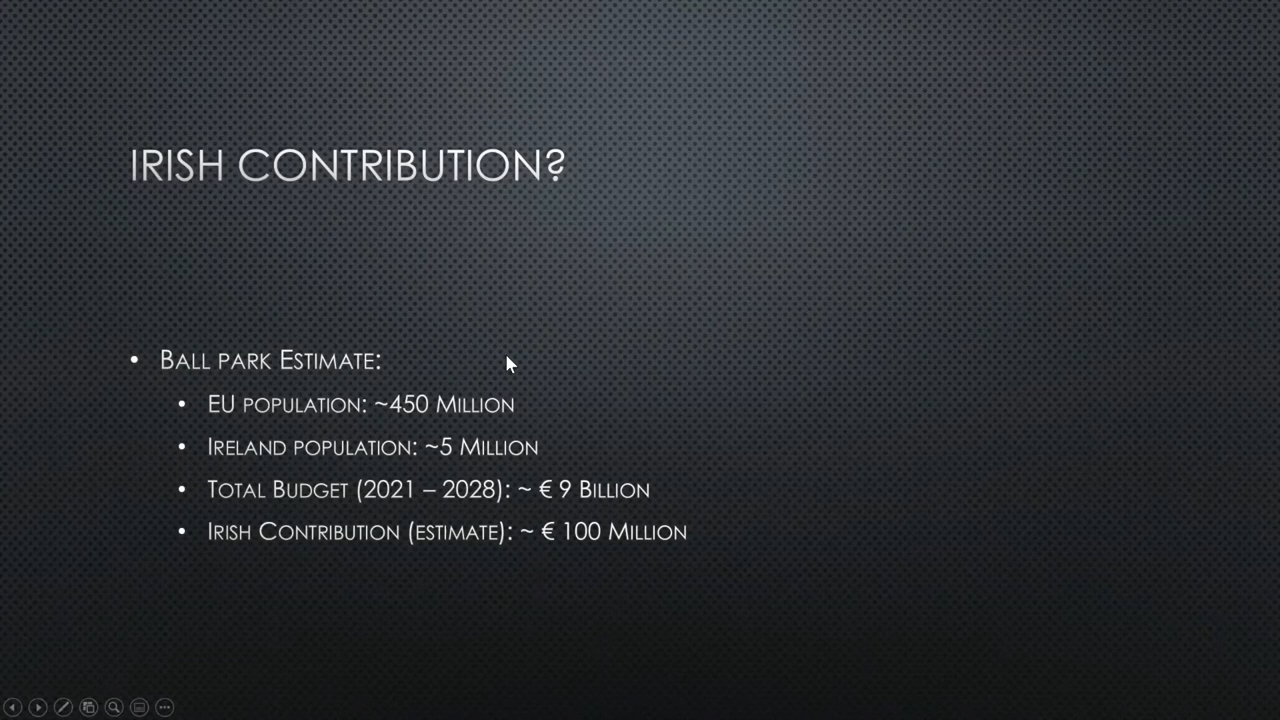 IRISH CONTRIBUTION?
• BALL PARK ESTIMATE:
• EU POPULATION: ~450 MILLION
• IRELAND POPULATION: ~5 MILLION
• TOTAL BUDGET (2021 – 2028): ~ € 9 BILLION
• IRISH CONTRIBUTION (ESTIMATE): ~ € 100 MILLION